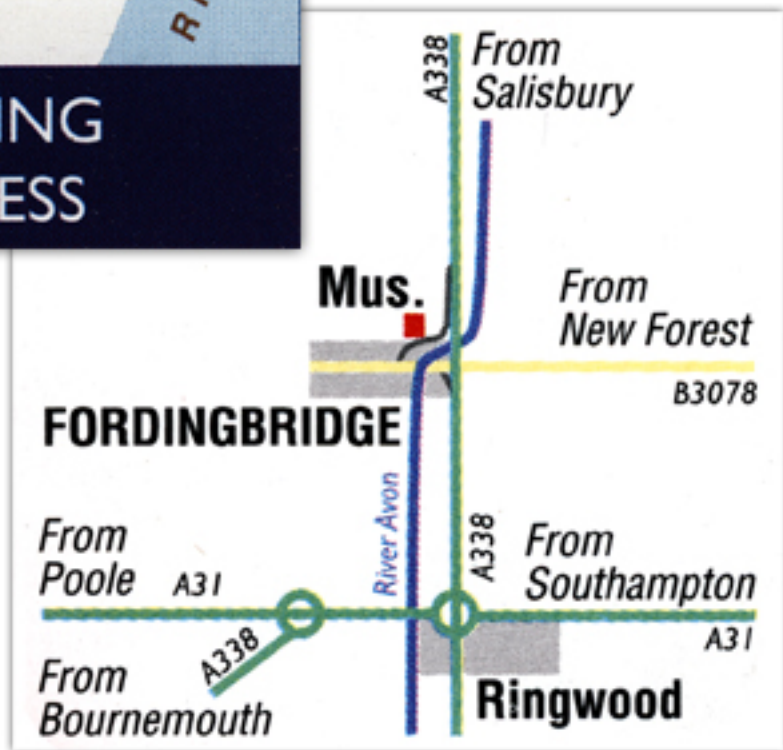 ING
ESS
A338
From
Salisbury
Mus.
From
New Forest
B3078
FORDINGBRIDGE
River Avon
From
Poole
A31
A338
From
Southampton
A31
A338
From
Bournemouth
Ringwood